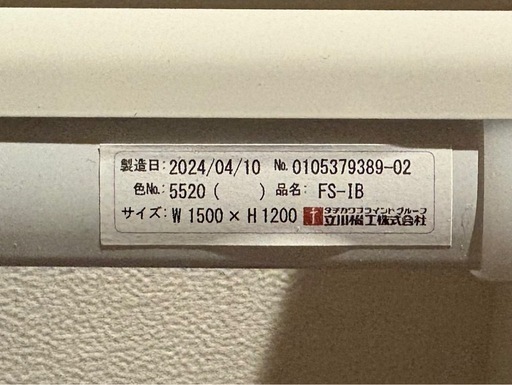 製造日: 2024/04/10 No. 0105379389-02
色No.: 5520 ( ) 品名: FS-IB
サイズ: W 1500 × H 1200 タチカワブラインドグループ
立川機工株式会社